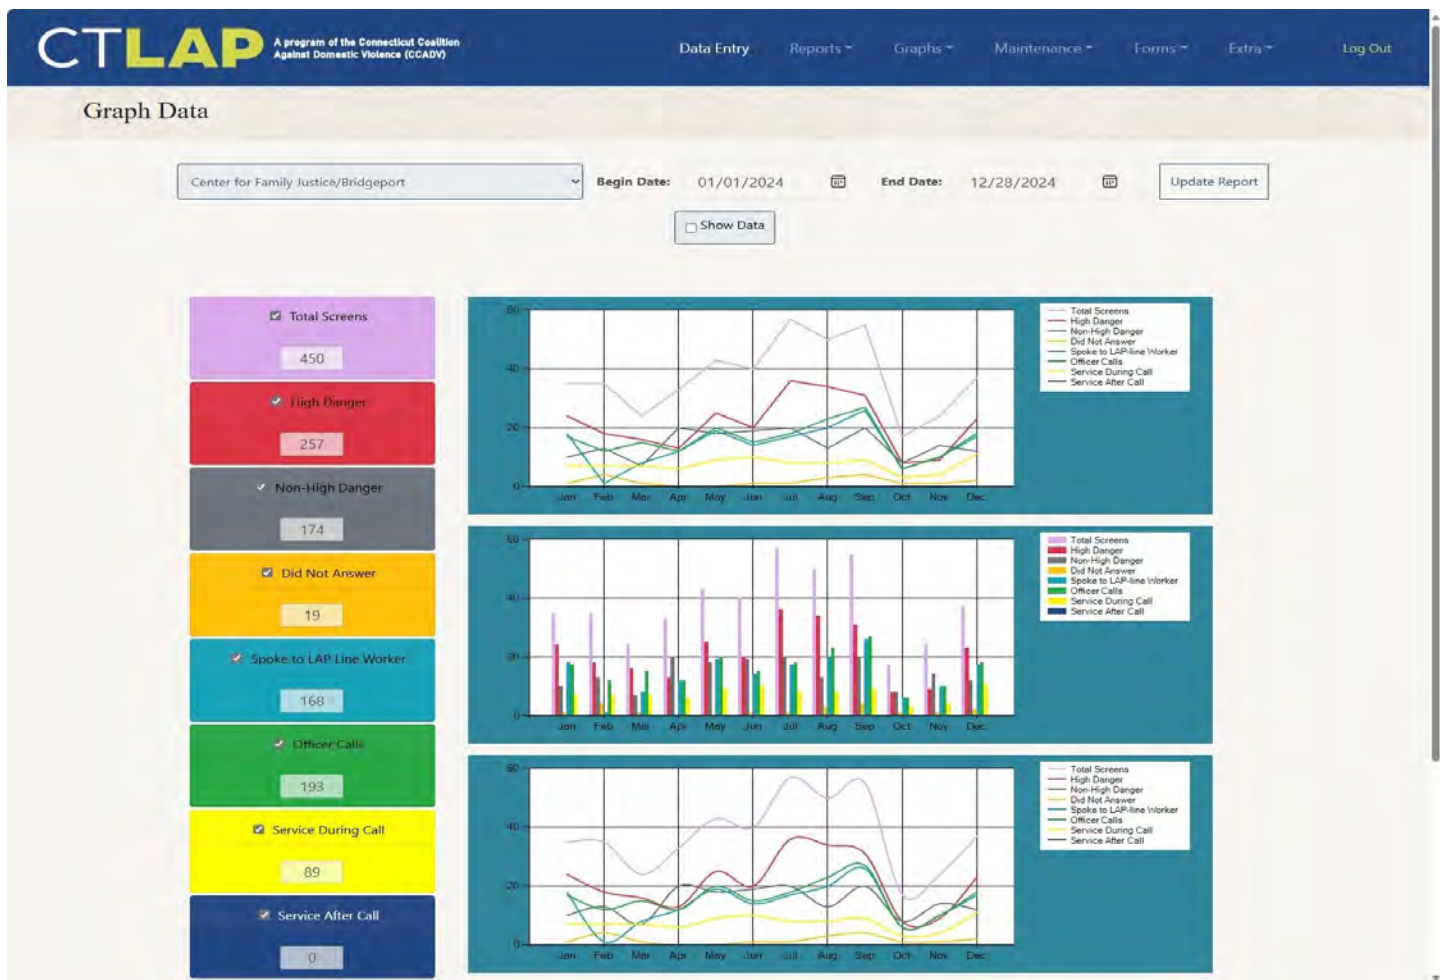 CTLAP
A program of the Connecticut Coalition
Against Domestic Violence (CCADV)
Data Entry
Reports
Graphs
Maintenance
Forms
Extra
Log Out
Graph Data
Center for Family Justice/Bridgeport
Begin Date: 01/01/2024
End Date: 12/28/2024
Update Report
Show Data
Total Screens
450
High Danger
257
Non-High Danger
174
Did Not Answer
19
Spoke to LAP Line Worker
168
Officer Calls
193
Service During Call
89
Service After Call
0
60
40
20
0
Jan Feb Mar Apr May Jun Jul Aug Sep Oct Nov Dec
Total Screens
High Danger
Non-High Danger
Did Not Answer
Spoke to LAP-line Worker
Officer Calls
Service During Call
Service After Call
60
40
20
0
Jan Feb Mar Apr May Jun Jul Aug Sep Oct Nov Dec
Total Screens
High Danger
Non-High Danger
Did Not Answer
Spoke to LAP-line Worker
Officer Calls
Service During Call
Service After Call
60
40
20
0
Jan Feb Mar Apr May Jun Jul Aug Sep Oct Nov Dec
Total Screens
High Danger
Non-High Danger
Did Not Answer
Spoke to LAP-line Worker
Officer Calls
Service During Call
Service After Call